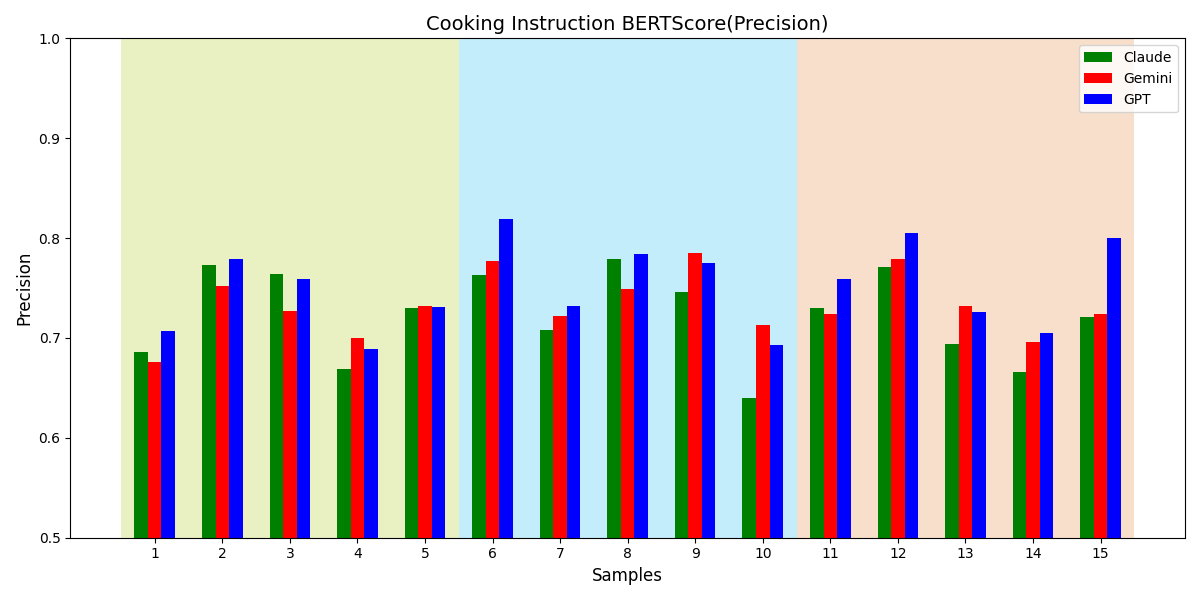 Cooking Instruction BERTScore(Precision)
Claude
Gemini
GPT
1.0
0.9
0.8
0.7
0.6
0.5
Precision
1 2 3 4 5 6 7 8 9 10 11 12 13 14 15
Samples